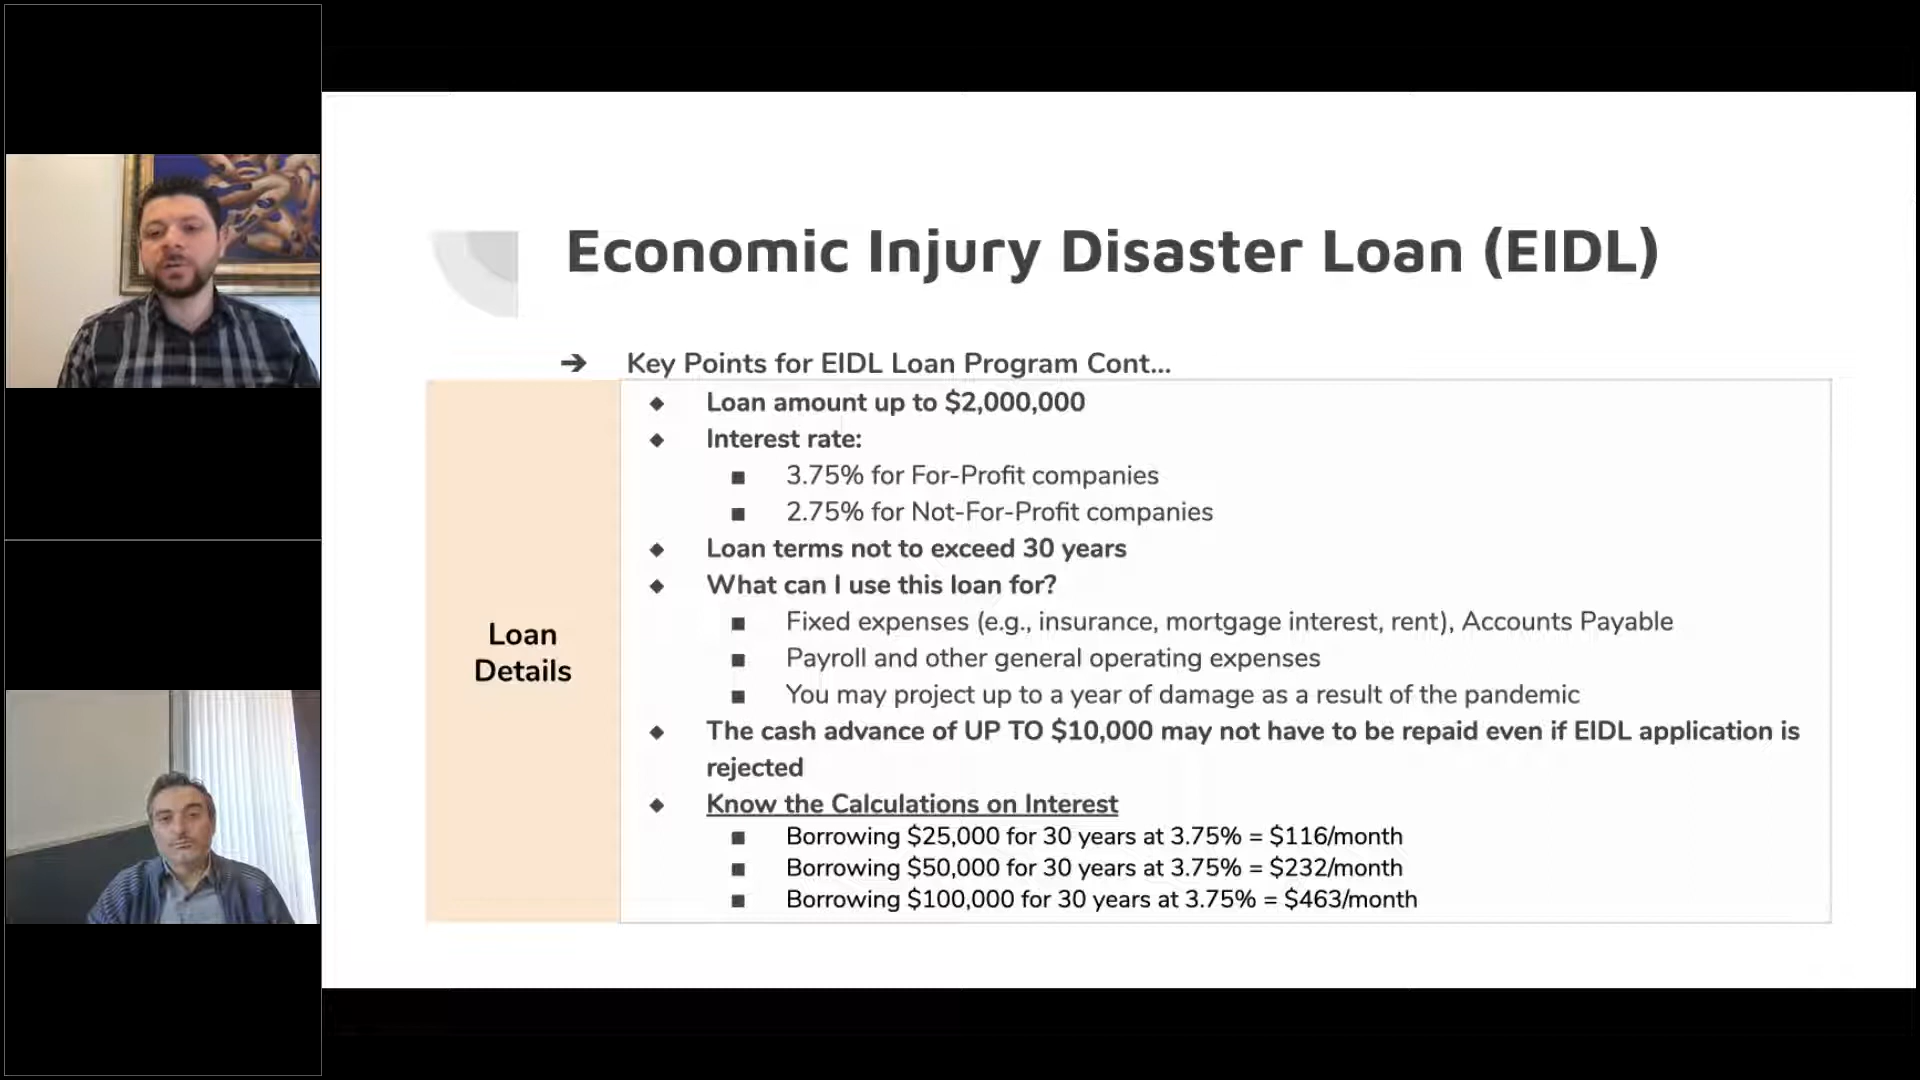 Economic Injury Disaster Loan (EIDL)
➔ Key Points for EIDL Loan Program Cont...
Loan
Details
◆ Loan amount up to $2,000,000
◆ Interest rate:
■ 3.75% for For-Profit companies
■ 2.75% for Not-For-Profit companies
◆ Loan terms not to exceed 30 years
◆ What can I use this loan for?
■ Fixed expenses (e.g., insurance, mortgage interest, rent), Accounts Payable
■ Payroll and other general operating expenses
■ You may project up to a year of damage as a result of the pandemic
◆ The cash advance of UP TO $10,000 may not have to be repaid even if EIDL application is
rejected
◆ Know the Calculations on Interest
■ Borrowing $25,000 for 30 years at 3.75% = $116/month
■ Borrowing $50,000 for 30 years at 3.75% = $232/month
■ Borrowing $100,000 for 30 years at 3.75% = $463/month